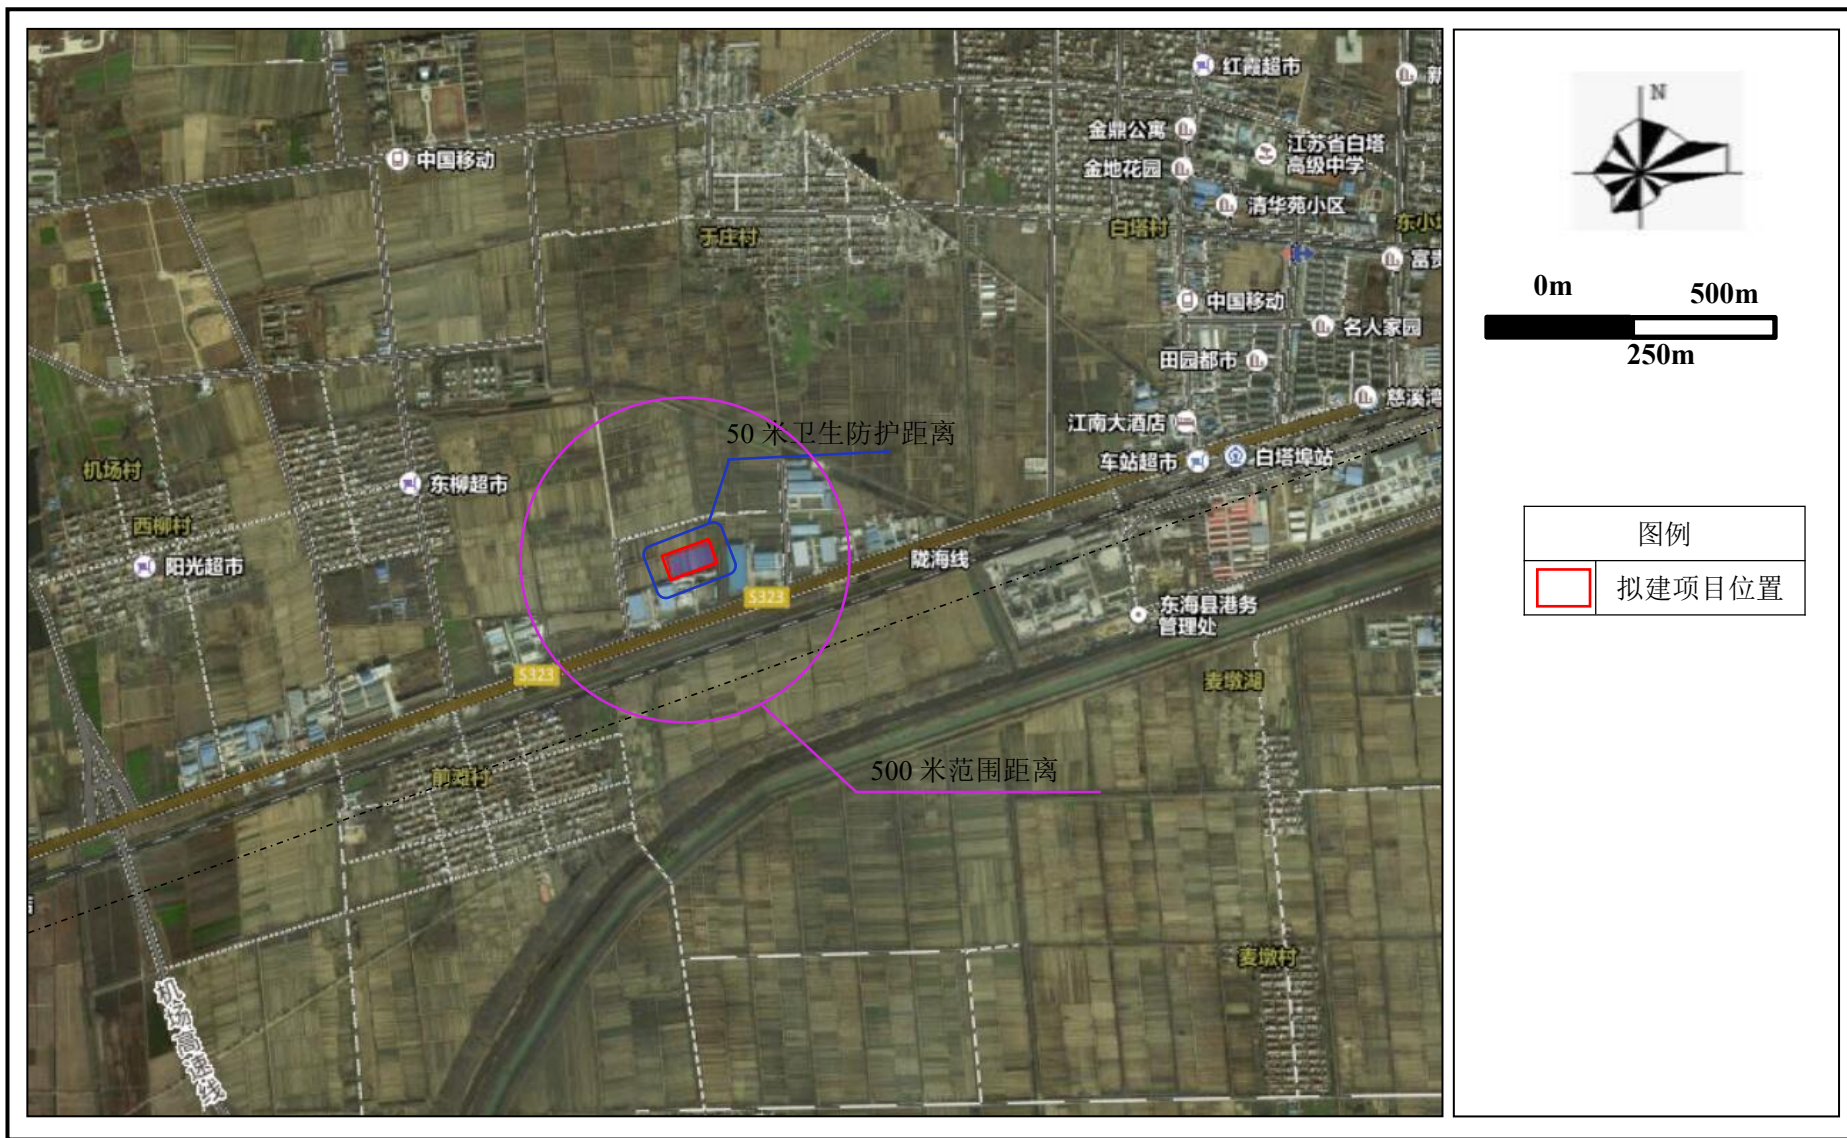 红霞超市
新
金鼎公寓
江苏省白塔
高级中学
中国移动
金地花园
清华苑小区
于庄村
白塔村
东小
富贵
中国移动
名人家园
田园都市
慈溪湾
江南大酒店
50 米卫生防护距离
车站超市
白塔埠站
机场村
东柳超市
西柳村
阳光超市
陇海线
S323
东海县港务
管理处
S323
麦墩湖
前滩村
500 米范围距离
麦墩村
机场高速线
N
0m
500m
250m
图例
拟建项目位置